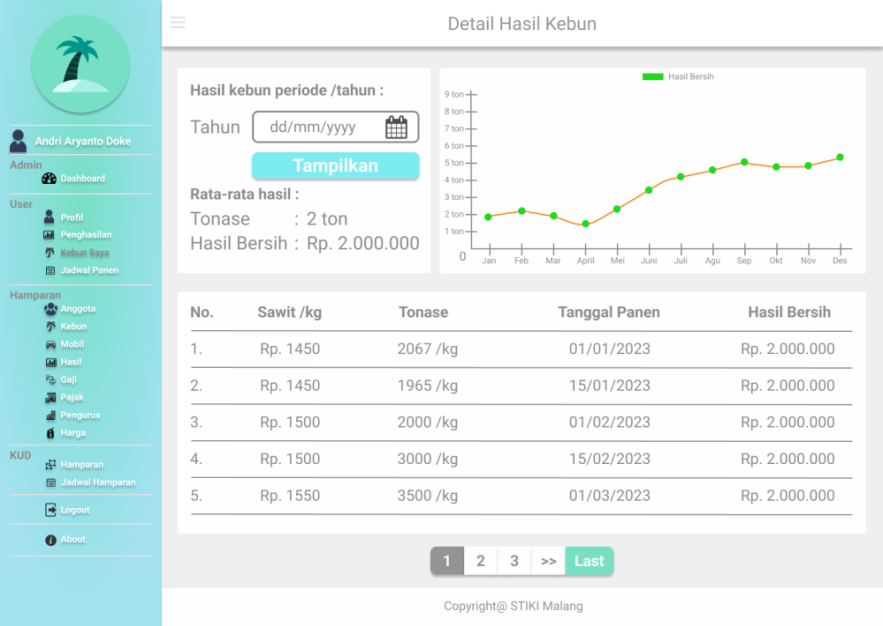 Detail Hasil Kebun
Andri Aryanto Doke
Admin
Dashboard
User
Profil
Penghasilan
Kebun Saya
Jadwal Panen
Hamparan
Anggota
Kebun
Mobil
Hasil
Gaji
Pajak
Pengurus
Harga
KUD
Hamparan
Jadwal Hamparan
Logout
About
Hasil kebun periode /tahun :
Tahun dd/mm/yyyy
Tampilkan
Rata-rata hasil :
Tonase : 2 ton
Hasil Bersih : Rp. 2.000.000
Hasil Bersih
9 ton
8 ton
7 ton
6 ton
5 ton
4 ton
3 ton
2 ton
1 ton
0
Jan Feb Mar April Mei Juni Juli Agu Sep Okt Nov Des
No. Sawit /kg Tonase Tanggal Panen Hasil Bersih
1. Rp. 1450 2067 /kg 01/01/2023 Rp. 2.000.000
2. Rp. 1450 1965 /kg 15/01/2023 Rp. 2.000.000
3. Rp. 1500 2000 /kg 01/02/2023 Rp. 2.000.000
4. Rp. 1500 3000 /kg 15/02/2023 Rp. 2.000.000
5. Rp. 1550 3500 /kg 01/03/2023 Rp. 2.000.000
1 2 3 >> Last
Copyright@ STIKI Malang